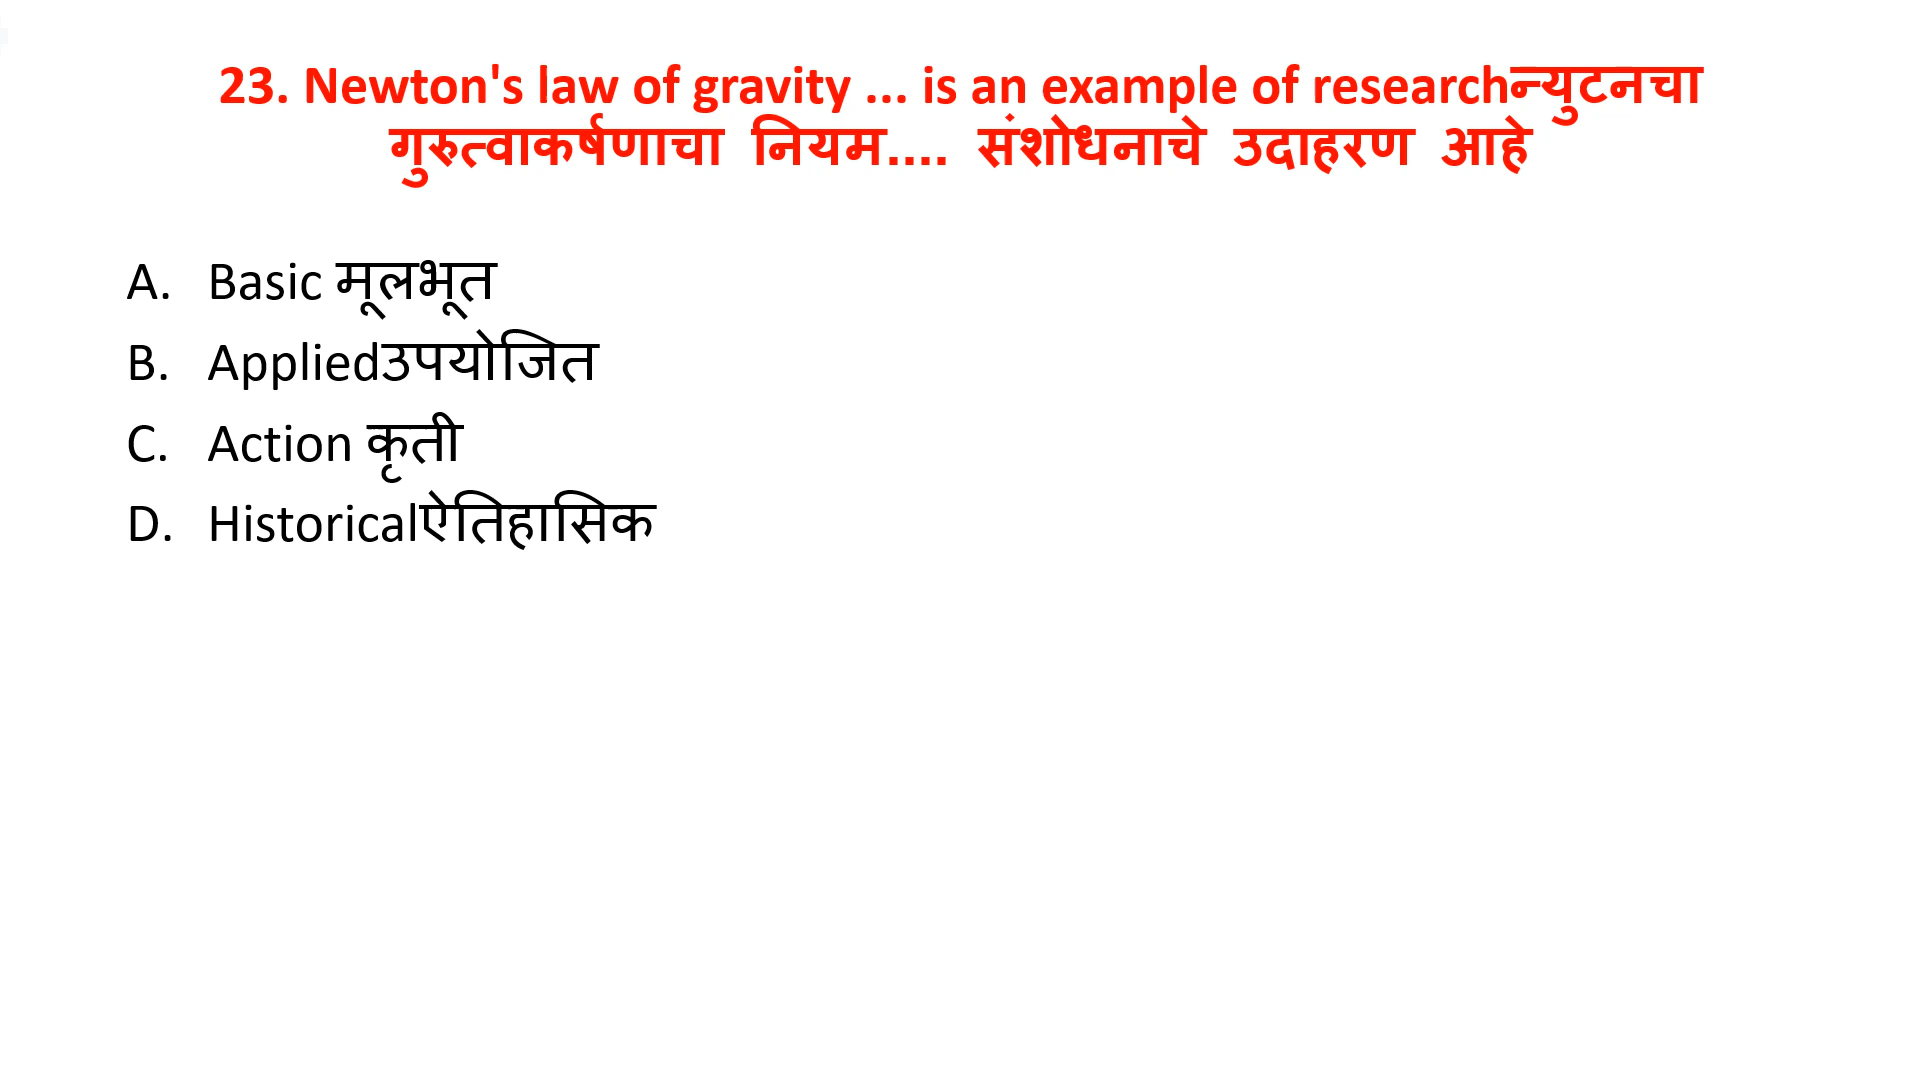 23. Newton's law of gravity ... is an example of researchन्युटनचा
गुरुत्वाकर्षणाचा नियम.... संशोधनाचे उदाहरण आहे
A. Basic मूलभूत
B. Appliedउपयोजित
C. Action कृती
D. Historicalऐतिहासिक